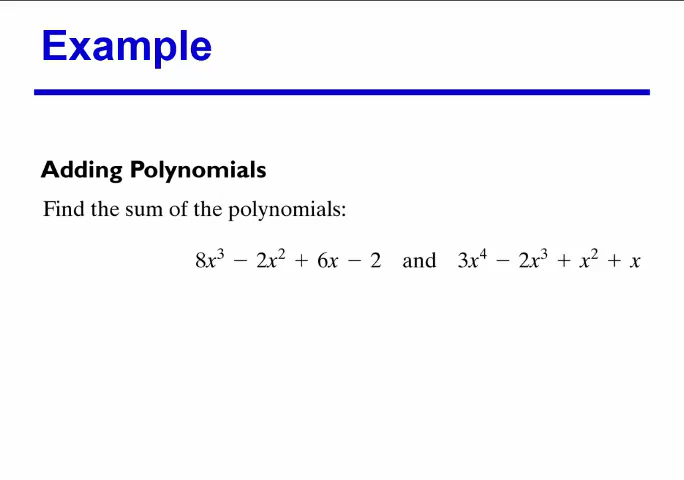 Example
Adding Polynomials
Find the sum of the polynomials:
8x³ − 2x² + 6x − 2 and 3x⁴ − 2x³ + x² + x